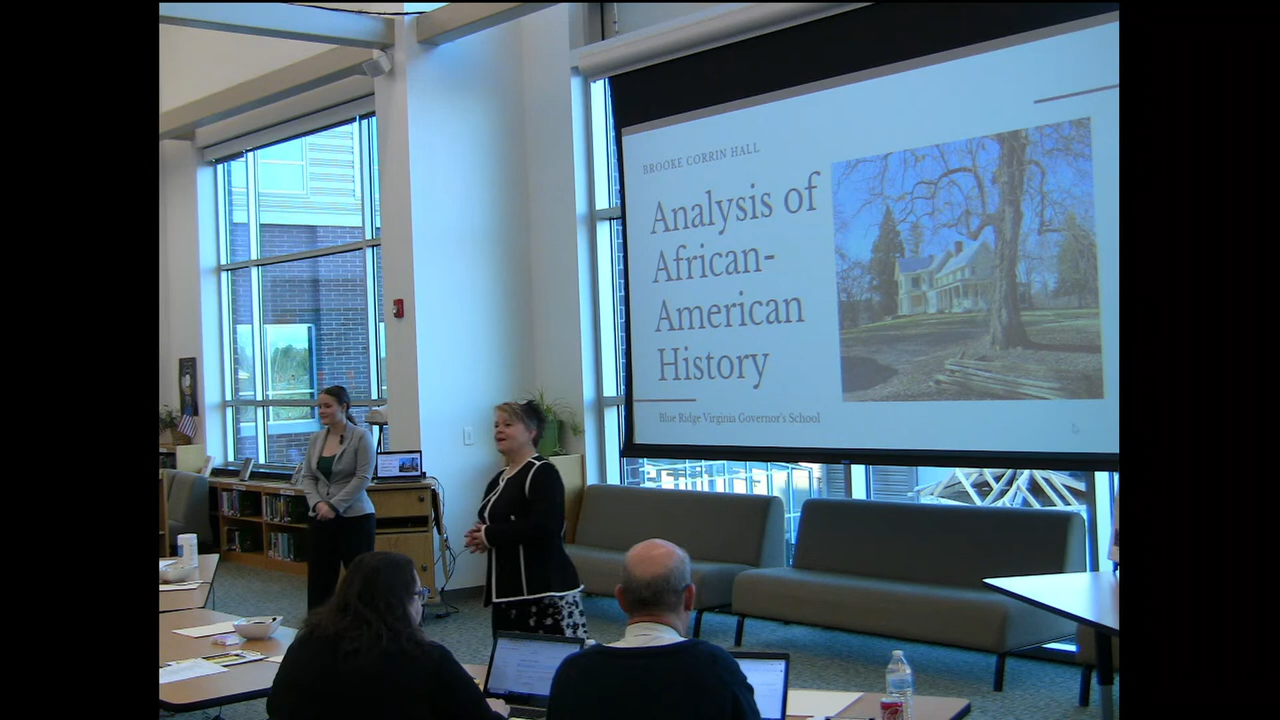 BROOKE CORRIN HALL
Analysis of
African-
American
History
Blue Ridge Virginia Governor's School